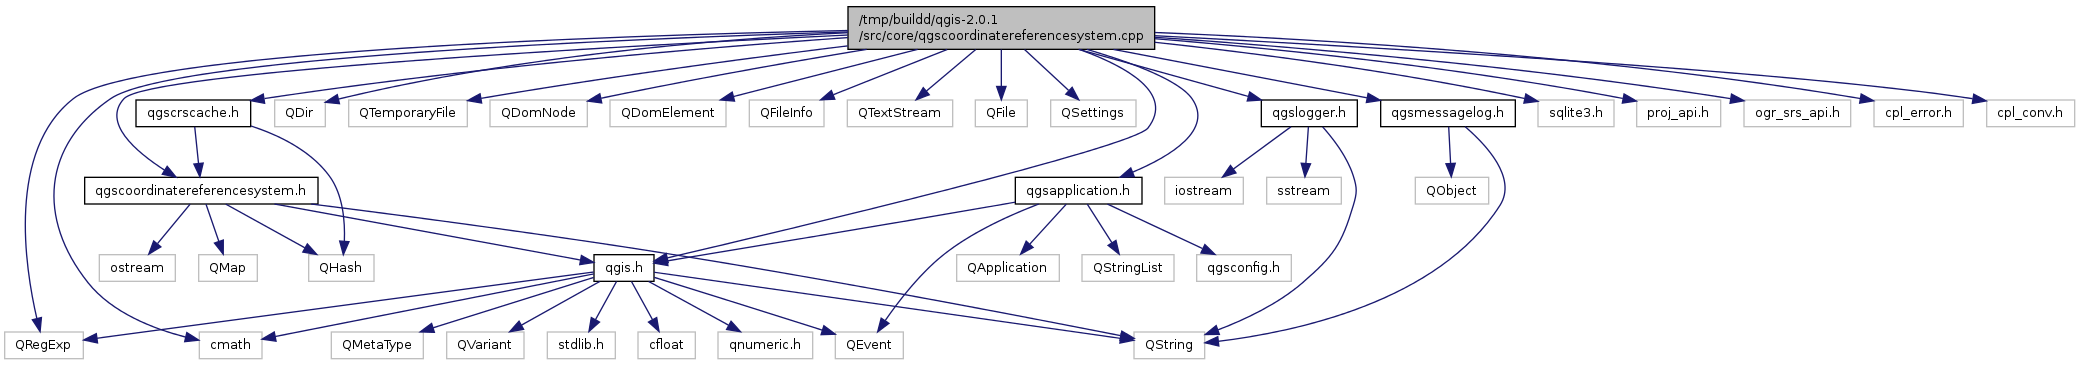 /tmp/buildd/qgis-2.0.1
/src/core/qgscoordinatereferencesystem.cpp
qgscrscache.h
QDir
QTemporaryFile
QDomNode
QDomElement
QFileInfo
QTextStream
QFile
QSettings
qgslogger.h
qgsmessagelog.h
sqlite3.h
proj_api.h
ogr_srs_api.h
cpl_error.h
cpl_conv.h
qgscoordinatereferencesystem.h
qgsapplication.h
iostream
sstream
QObject
ostream
QMap
QHash
qgis.h
QApplication
QStringList
qgsconfig.h
QRegExp
cmath
QMetaType
QVariant
stdlib.h
cfloat
qnumeric.h
QEvent
QString